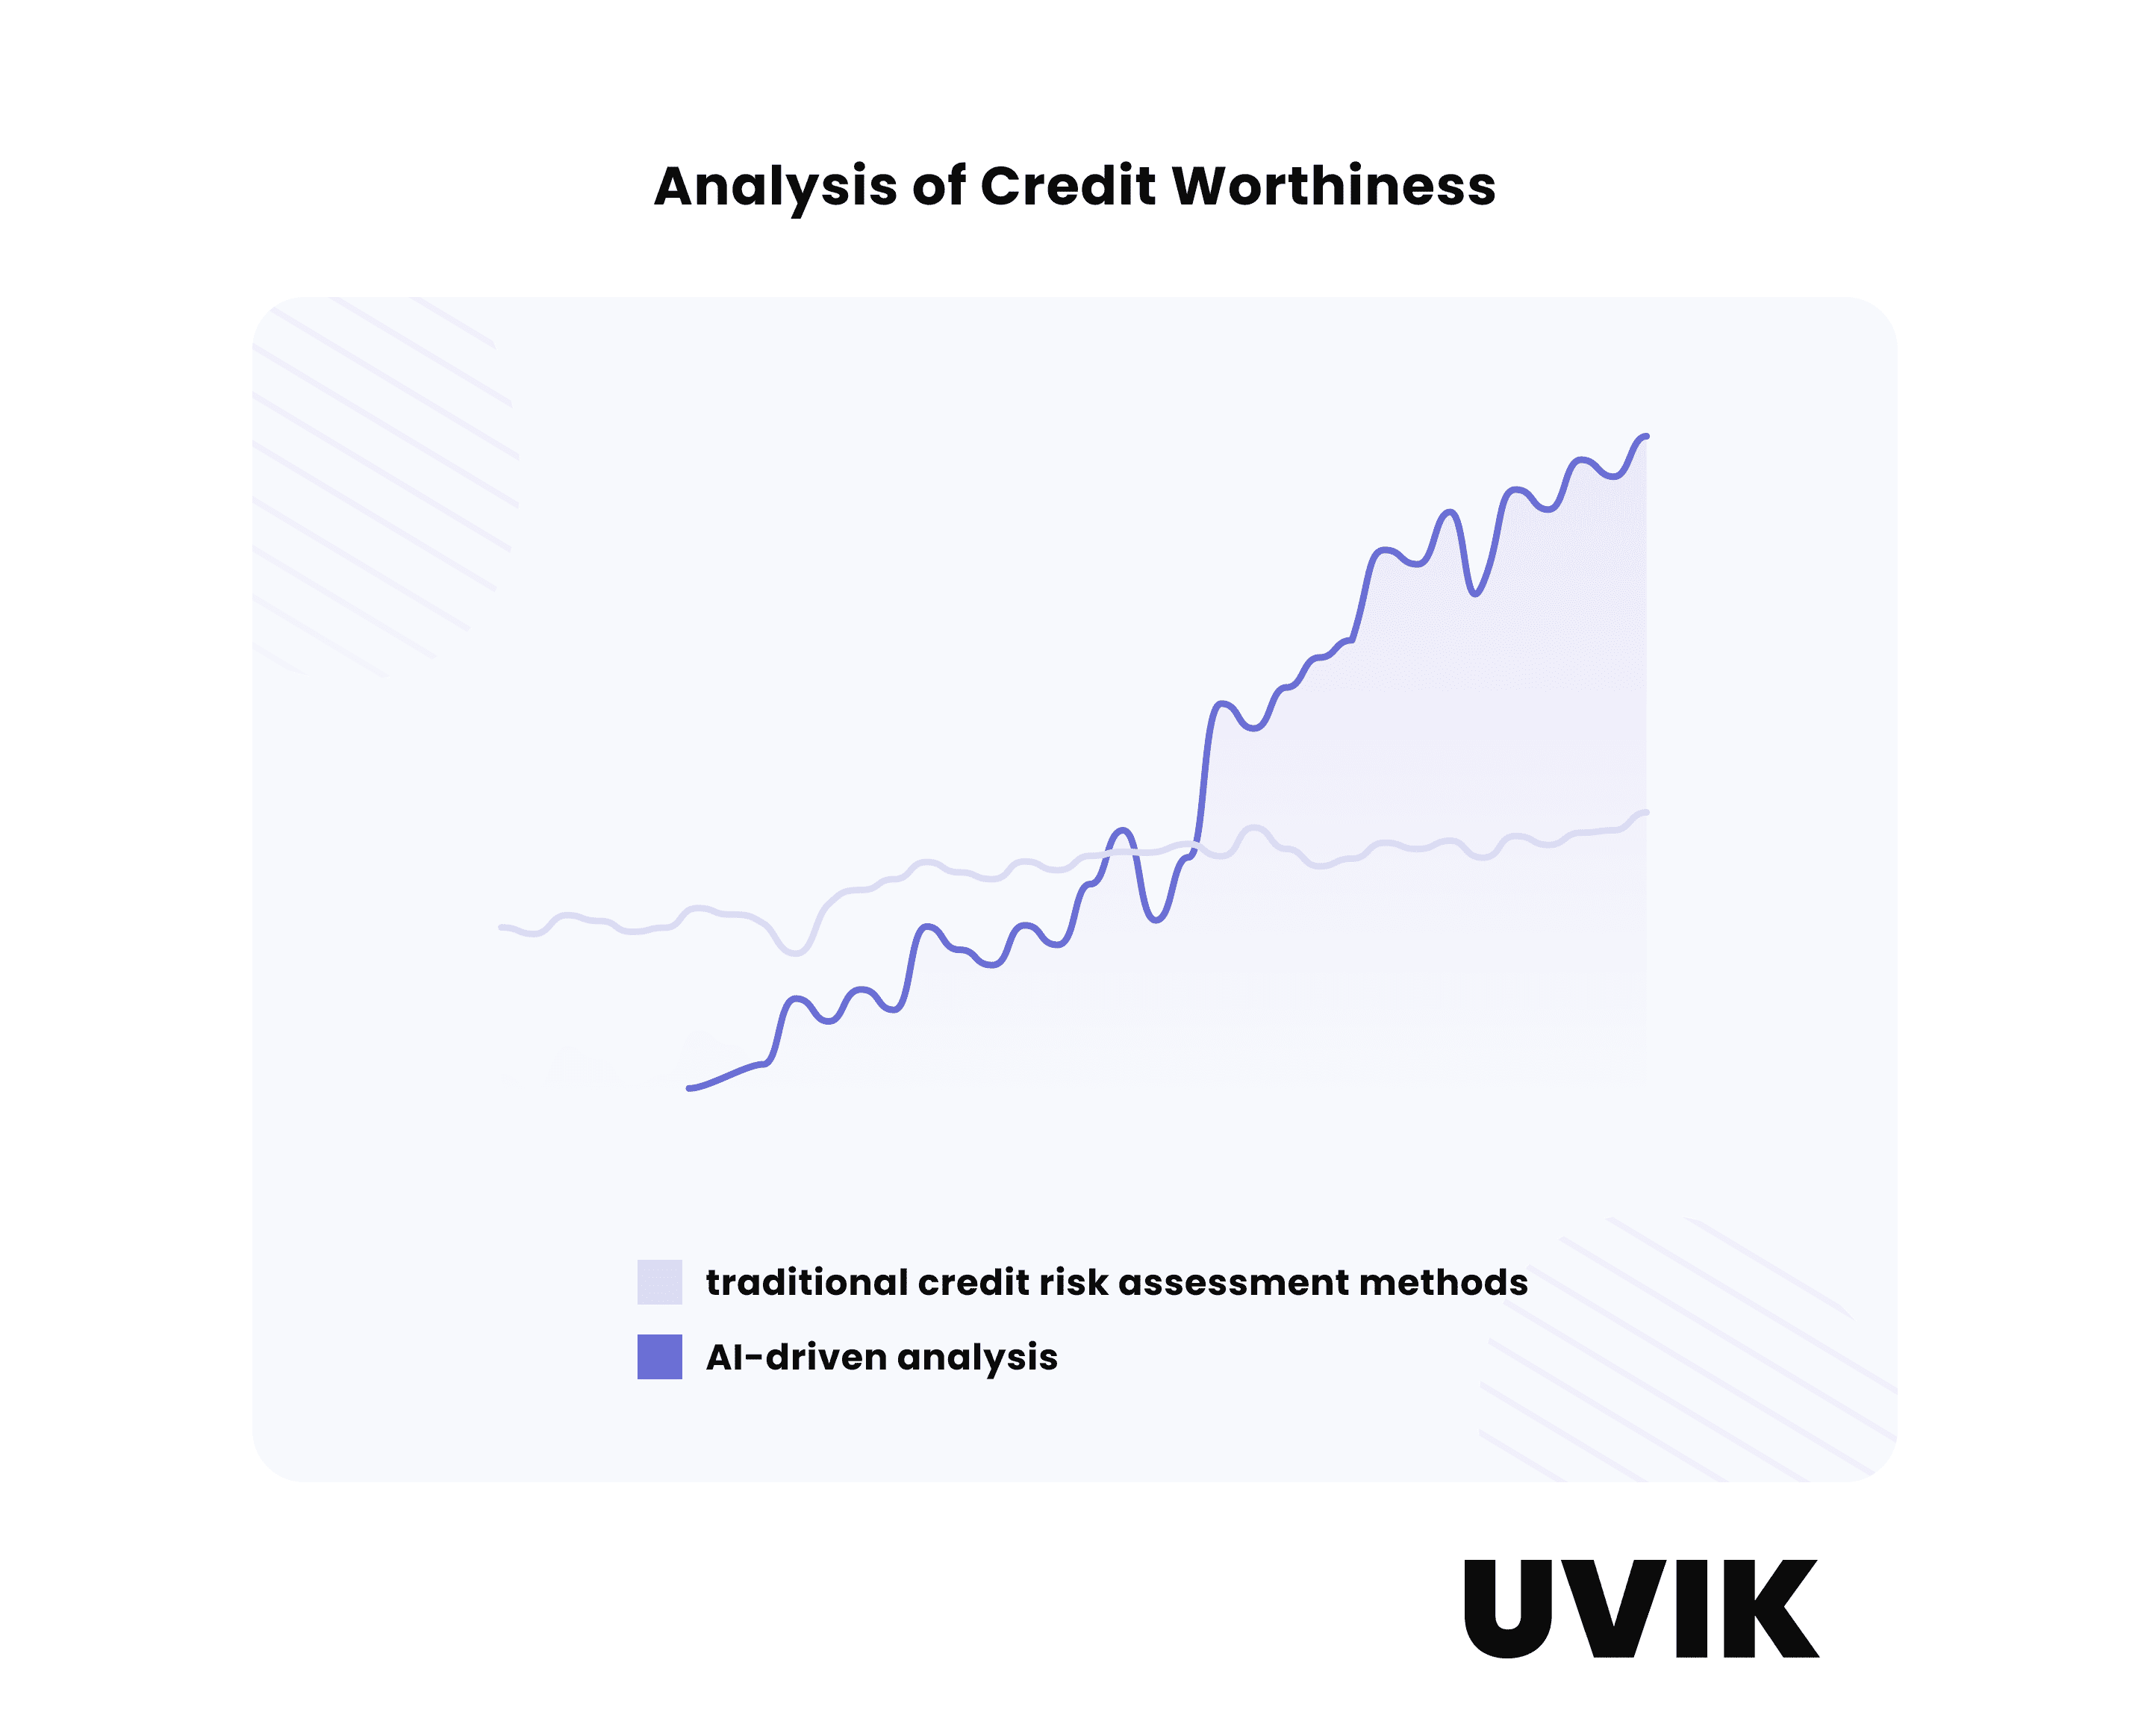 Analysis of Credit Worthiness
traditional credit risk assessment methods
AI-driven analysis
UVIK